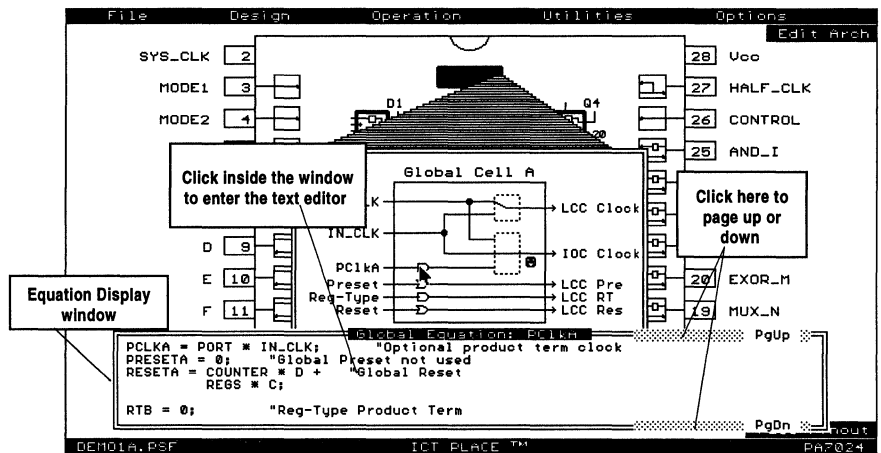 File Design Operation Utilities Options
Edit Arch
SYS_CLK 2 28 Vcc
MODE1 3 27 HALF_CLK
D1 Q4
MODE2 4 26 CONTROL
20
25 AND_I
Global Cell A
Click inside the window
to enter the text editor
Click here to
page up or
down
K LCC Clock
IN_CLK
D 9 IOC Clock
PClkA
E 10 Preset LCC Pre 20 EXOR_M
Reg-Type LCC RT
F 11 Reset LCC Res 19 MUX_N
Equation Display
window
Global Equation: PClkA PgUp
PCLKA = PORT * IN_CLK; "Optional product term clock
PRESETA = 0; "Global Preset not used
RESETA = COUNTER * D + "Global Reset
REGS * C;
RTB = 0; "Reg-Type Product Term
PgDn
nout
DEMO1A.PSF ICT PLACE TM PA7024